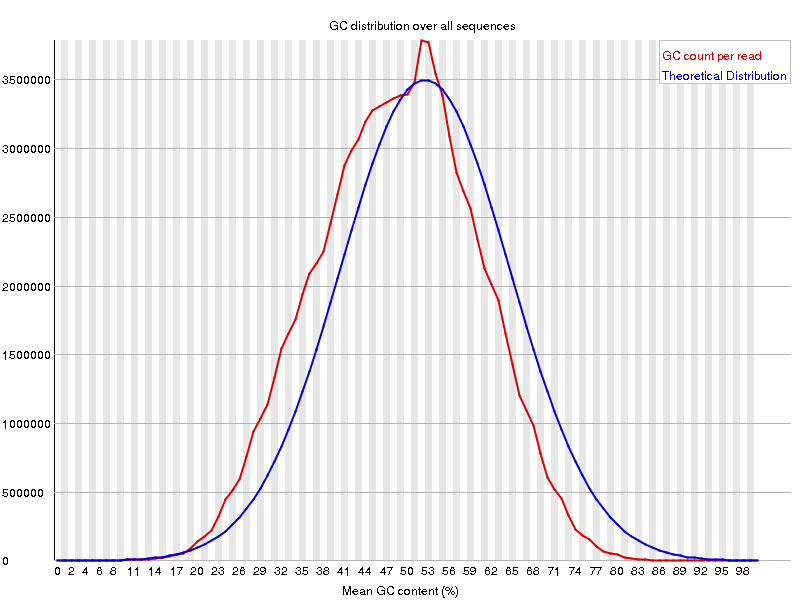 GC distribution over all sequences
GC count per read
Theoretical Distribution
3500000
3000000
2500000
2000000
1500000
1000000
500000
0
0 2 4 6 8 11 14 17 20 23 26 29 32 35 38 41 44 47 50 53 56 59 62 65 68 71 74 77 80 83 86 89 92 95 98
Mean GC content (%)